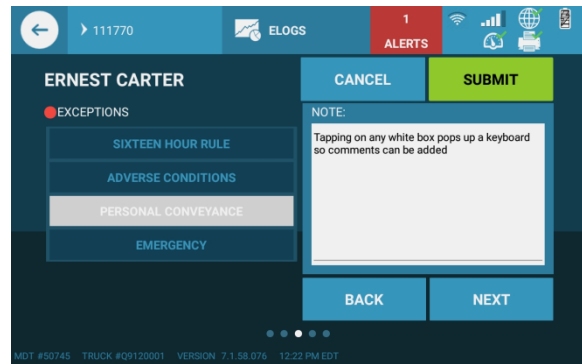 111770
ELOGS
1
ALERTS
ERNEST CARTER
CANCEL
SUBMIT
EXCEPTIONS
SIXTEEN HOUR RULE
ADVERSE CONDITIONS
PERSONAL CONVEYANCE
EMERGENCY
NOTE:
Tapping on any white box pops up a keyboard
so comments can be added
BACK
NEXT
MDT #50745 TRUCK #Q9120001 VERSION 7.1.58.076 12:22 PM EDT